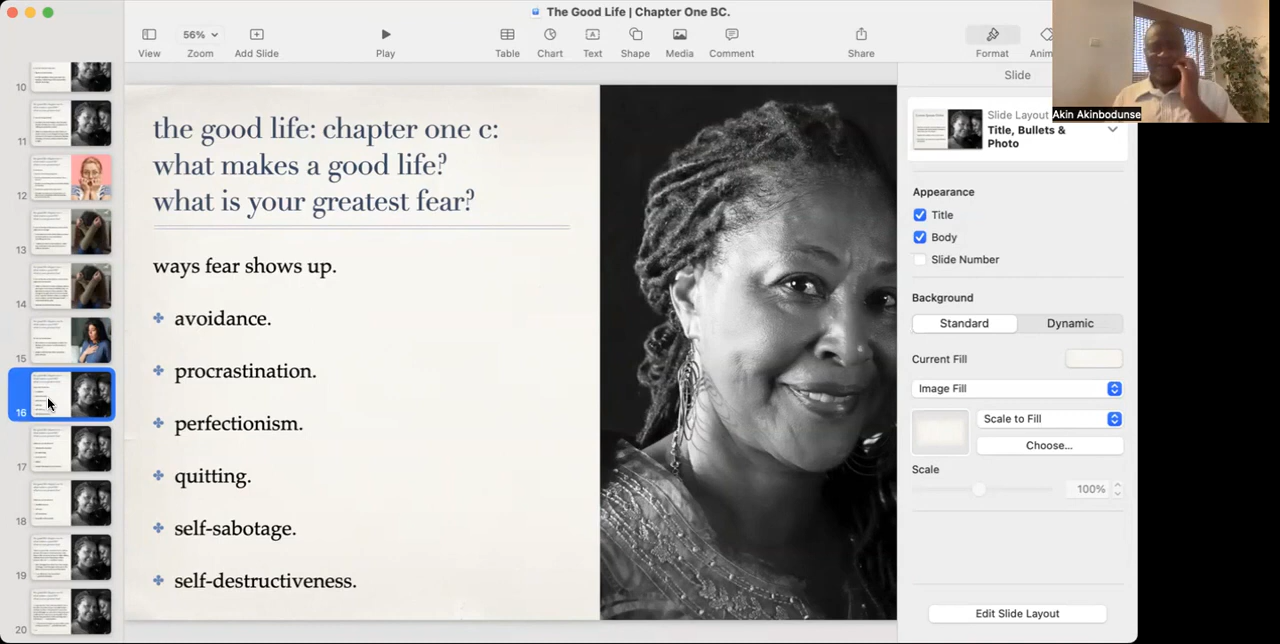 The Good Life | Chapter One BC.
56%
View
Zoom
Add Slide
Play
Table
Chart
Text
Shape
Media
Comment
Share
Format
Anim
Akin Akinbodunse
10
11
12
13
14
15
16
17
18
19
20
the good life: chapter one c:
what makes a good life?
what is your greatest fear?
ways fear shows up.
avoidance.
procrastination.
perfectionism.
quitting.
self-sabotage.
self-destructiveness.
Slide
Slide Layout
Title, Bullets &
Photo
Appearance
Title
Body
Slide Number
Background
Standard
Dynamic
Current Fill
Image Fill
Scale to Fill
Choose...
Scale
100%
Edit Slide Layout